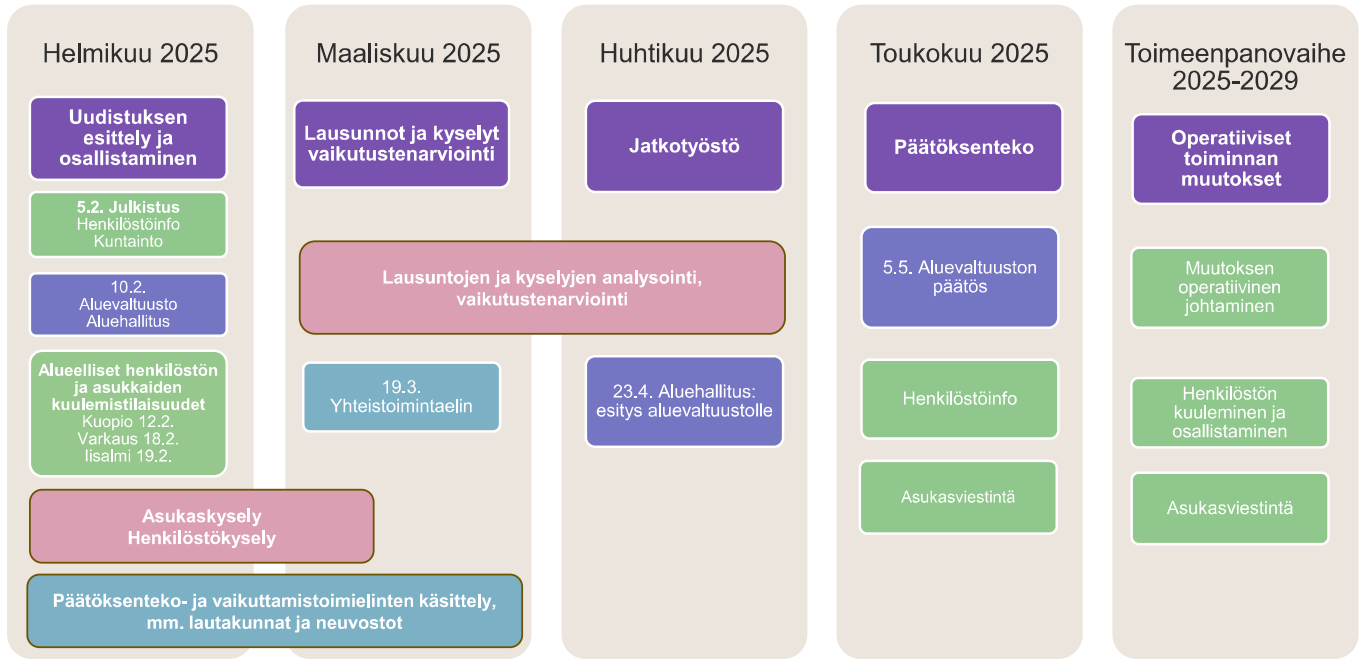 Helmikuu 2025
Uudistuksen
esittely ja
osallistaminen
5.2. Julkistus
Henkilöstöinfo
Kuntainto
10.2.
Aluevaltuusto
Aluehallitus
Alueelliset henkilöstön
ja asukkaiden
kuulemistilaisuudet
Kuopio 12.2.
Varkaus 18.2.
Iisalmi 19.2.
Asukaskysely
Henkilöstökysely
Päätöksenteko- ja vaikuttamistoimielinten käsittely,
mm. lautakunnat ja neuvostot
Maaliskuu 2025
Lausunnot ja kyselyt
vaikutustenarviointi
Lausuntojen ja kyselyjen analysointi,
vaikutustenarviointi
19.3.
Yhteistoimintaelin
Huhtikuu 2025
Jatkotyöstö
23.4. Aluehallitus:
esitys aluevaltuustolle
Toukokuu 2025
Päätöksenteko
5.5. Aluevaltuuston
päätös
Henkilöstöinfo
Asukasviestintä
Toimeenpanovaihe
2025-2029
Operatiiviset
toiminnan
muutokset
Muutoksen
operatiivinen
johtaminen
Henkilöstön
kuuleminen ja
osallistaminen
Asukasviestintä